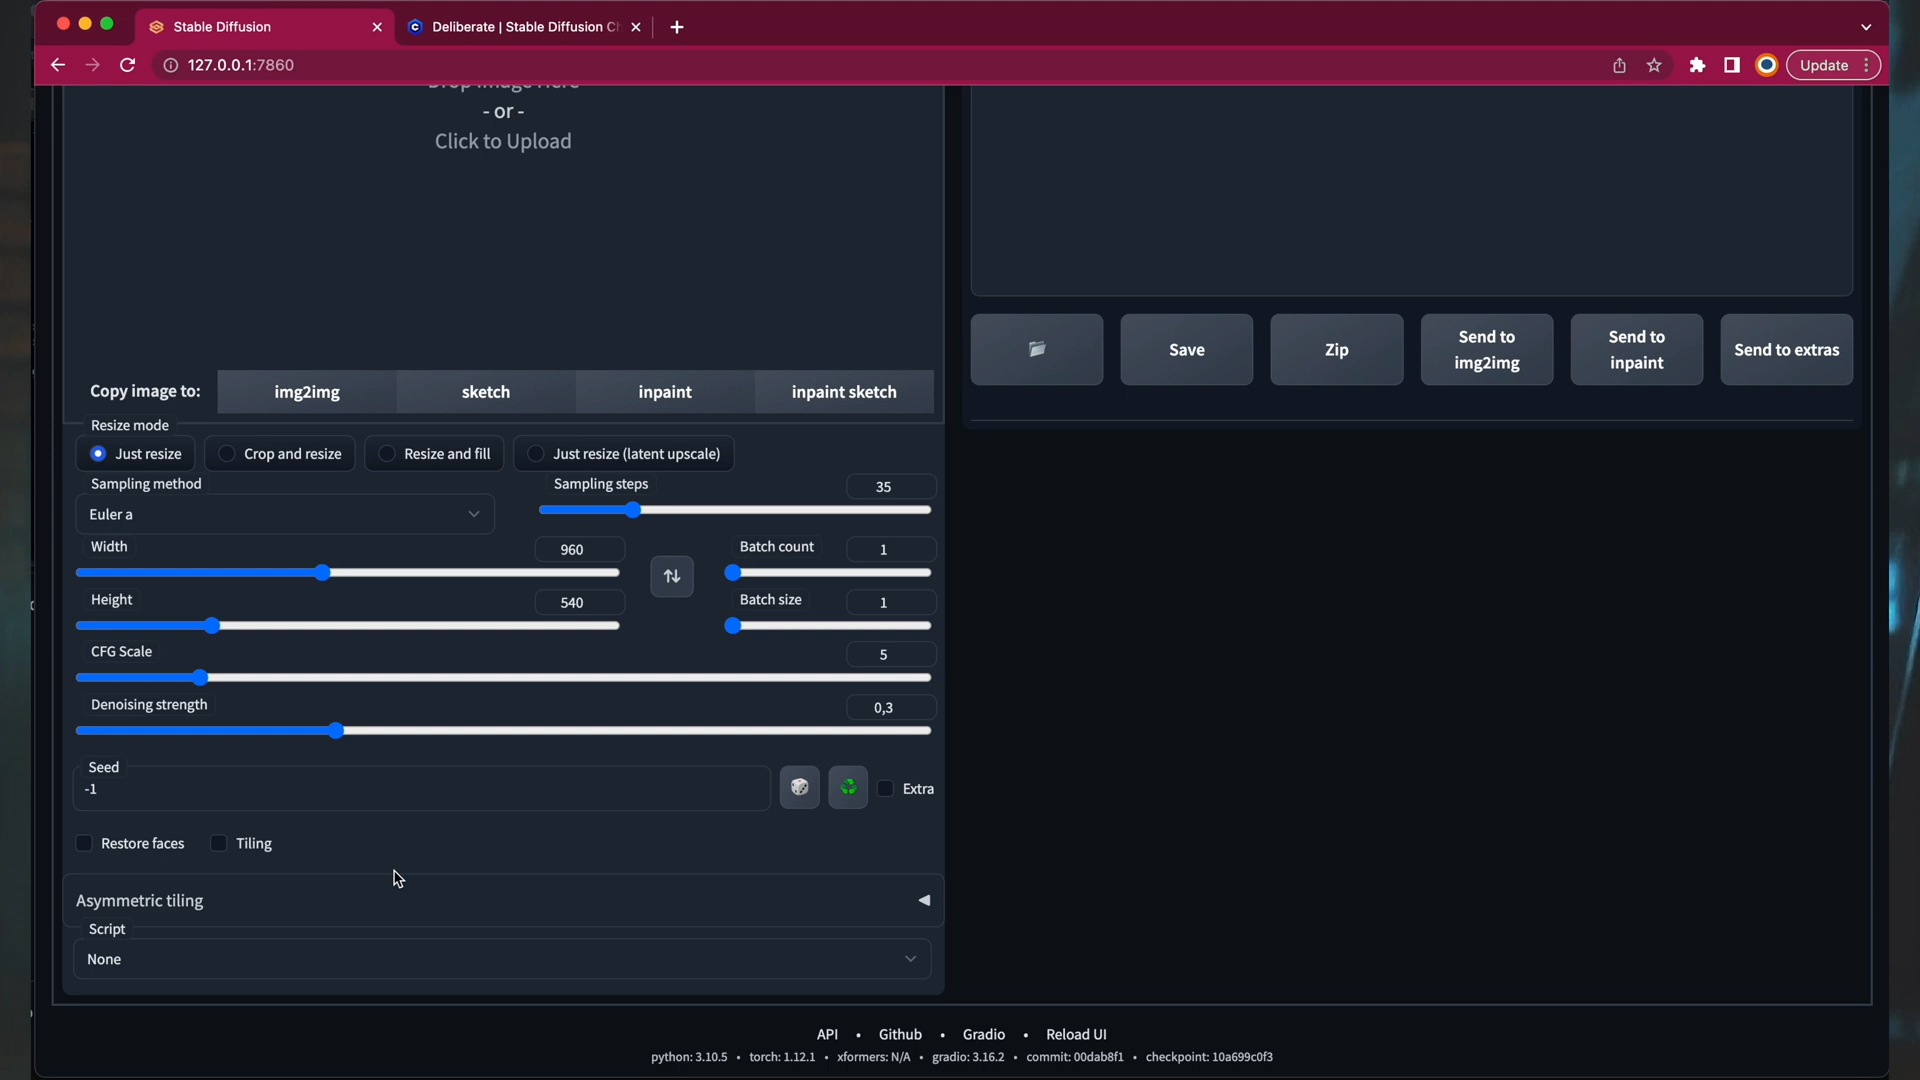 Stable Diffusion
Deliberate | Stable Diffusion Ch
127.0.0.1:7860
Update
Drop Image Here
- or -
Click to Upload
Copy image to:
img2img
sketch
inpaint
inpaint sketch
Save
Zip
Send to
img2img
Send to
inpaint
Send to extras
Resize mode
Just resize
Crop and resize
Resize and fill
Just resize (latent upscale)
Sampling method
Euler a
Sampling steps
35
Width
960
Batch count
1
Height
540
Batch size
1
CFG Scale
5
Denoising strength
0,3
Seed
-1
Extra
Restore faces
Tiling
Asymmetric tiling
Script
None
API • Github • Gradio • Reload UI
python: 3.10.5 • torch: 1.12.1 • xformers: N/A • gradio: 3.16.2 • commit: 00dab8f1 • checkpoint: 10a699c0f3